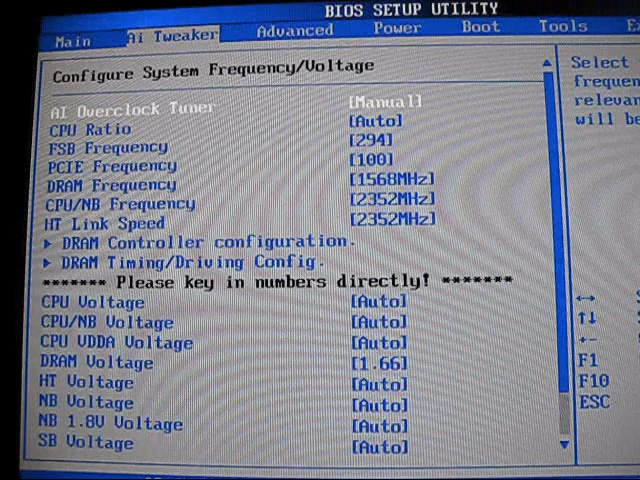 BIOS SETUP UTILITY
Main Ai Tweaker Advanced Power Boot Tools
Configure System Frequency/Voltage
AI Overclock Tuner [Manual]
CPU Ratio [Auto]
FSB Frequency [294]
PCIE Frequency [100]
DRAM Frequency [1568MHz]
CPU/NB Frequency [2352MHz]
HT Link Speed [2352MHz]
▶ DRAM Controller configuration.
▶ DRAM Timing/Driving Config.
******* Please key in numbers directly! *******
CPU Voltage [Auto]
CPU/NB Voltage [Auto]
CPU VDDA Voltage [Auto]
DRAM Voltage [1.66]
HT Voltage [Auto]
NB Voltage [Auto]
NB 1.8V Voltage [Auto]
SB Voltage [Auto]
Select
frequen
relevan
will be
↔
↑↓
+-
F1
F10
ESC